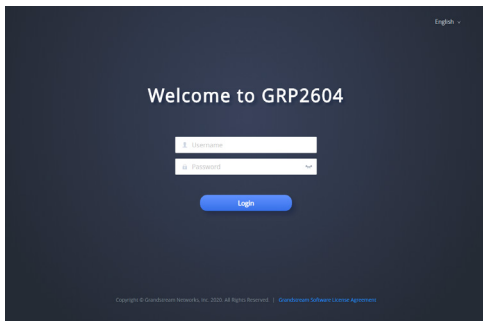 English
Welcome to GRP2604
Username
Password
Login
Copyright © Grandstream Networks, Inc. 2020. All Rights Reserved. | Grandstream Software License Agreement